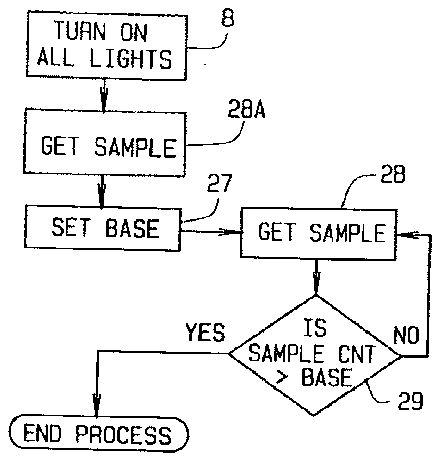 TURN ON
ALL LIGHTS
8
GET SAMPLE
28A
SET BASE
27
GET SAMPLE
28
IS
SAMPLE CNT
> BASE
29
YES
NO
END PROCESS